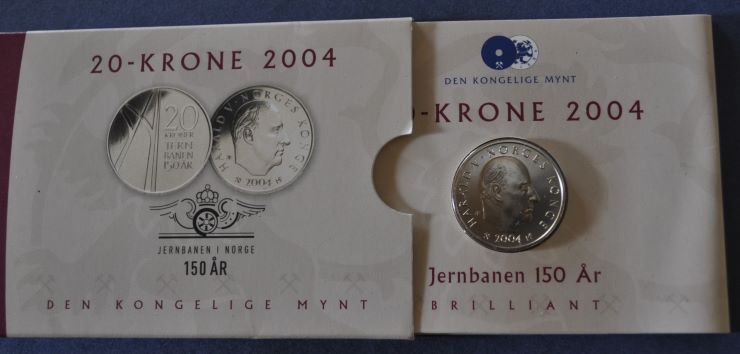 20-KRONE 2004
20
KRONER
JERN
BANEN
150 ÅR
HARALD V · NORGES KONGE
2004
JERNBANEN I NORGE
150 ÅR
DEN KONGELIGE MYNT
DEN KONGELIGE MYNT
-KRONE 2004
HARALD V · NORGES KONGE
2004
Jernbanen 150 År
BRILLIANT